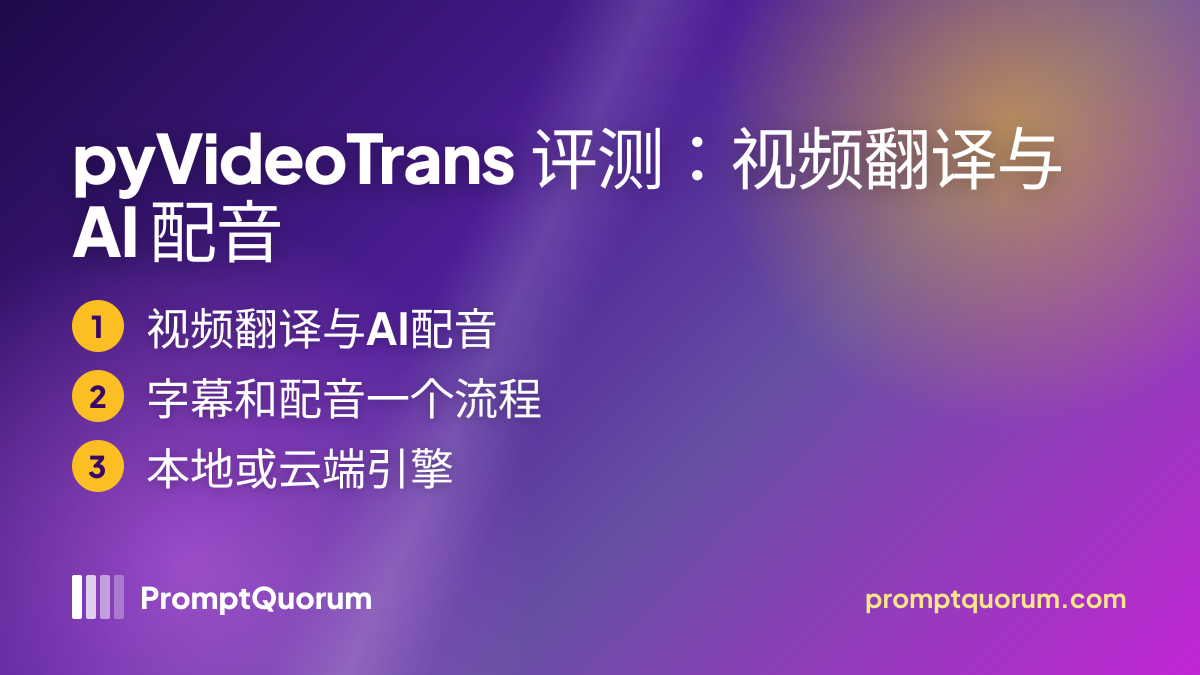 pyVideoTrans 评测：视频翻译与
AI 配音
1 视频翻译与AI配音
2 字幕和配音一个流程
3 本地或云端引擎
PromptQuorum
promptquorum.com